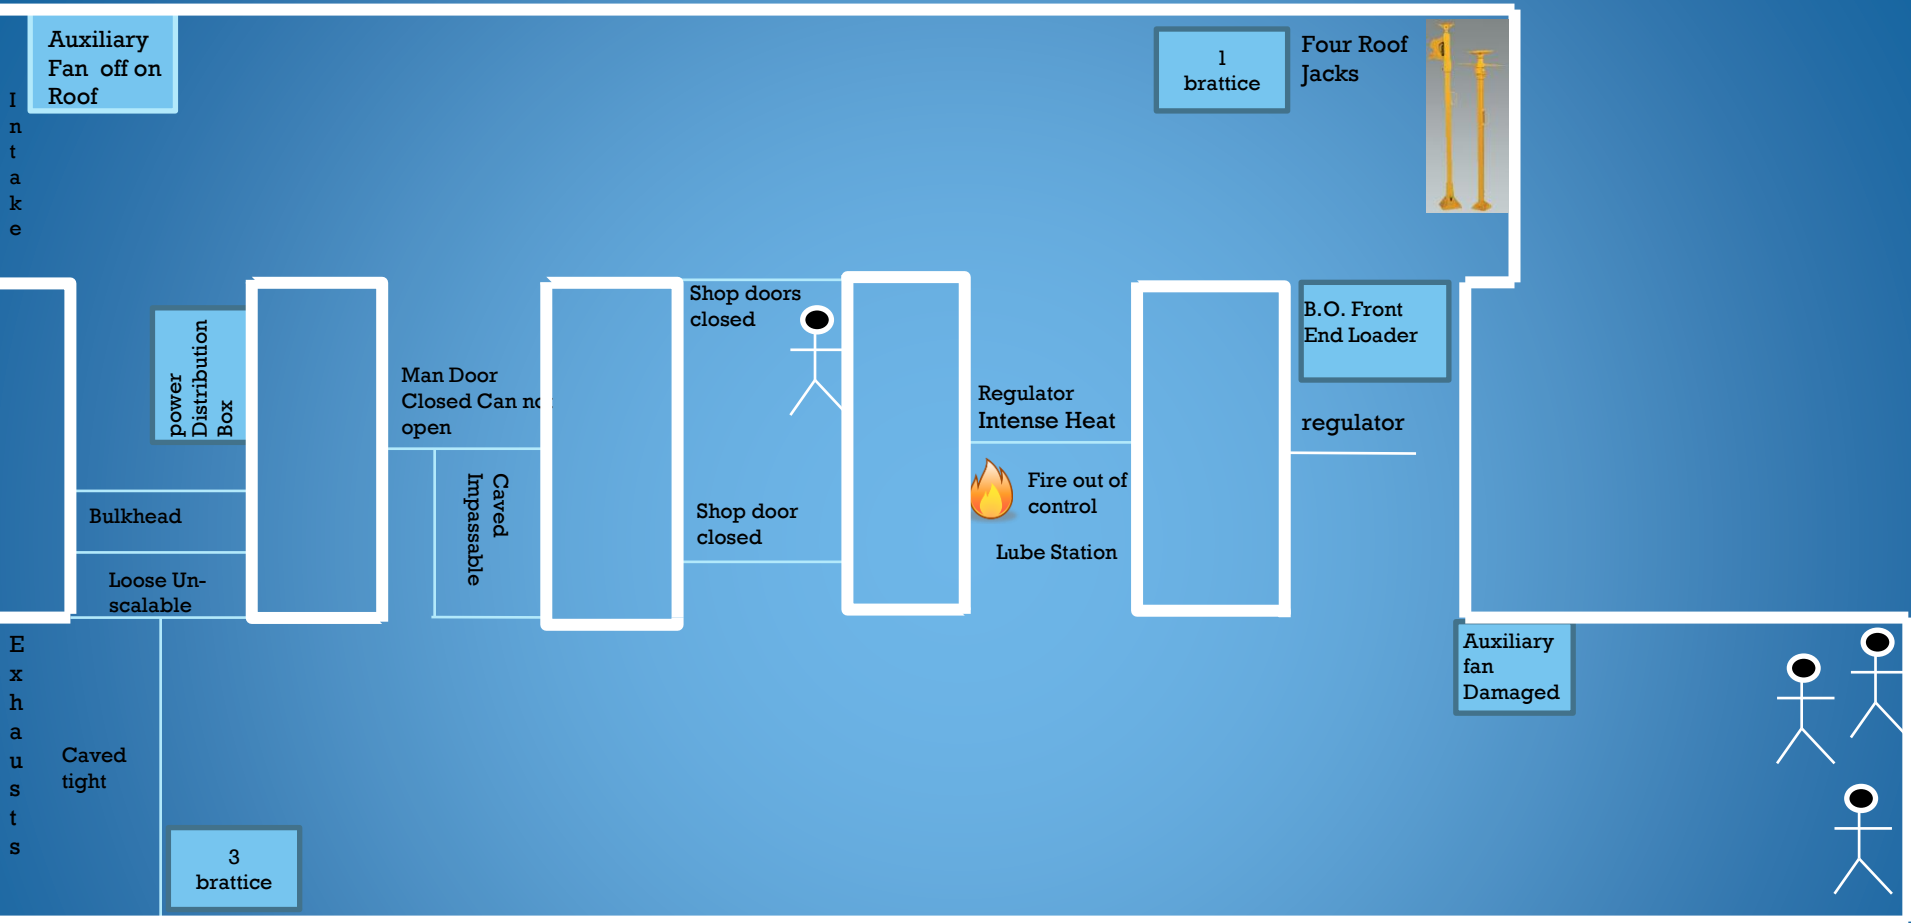 Auxiliary
Fan off on
Roof
Intake
1
brattice
Four Roof
Jacks
power
Distribution
Box
Man Door
Closed Can no
open
Shop doors
closed
B.O. Front
End Loader
Regulator
Intense Heat
regulator
Caved
Impassable
Fire out of
control
Bulkhead
Shop door
closed
Lube Station
Loose Un-
scalable
Exhausts
Caved
tight
Auxiliary
fan
Damaged
3
brattice